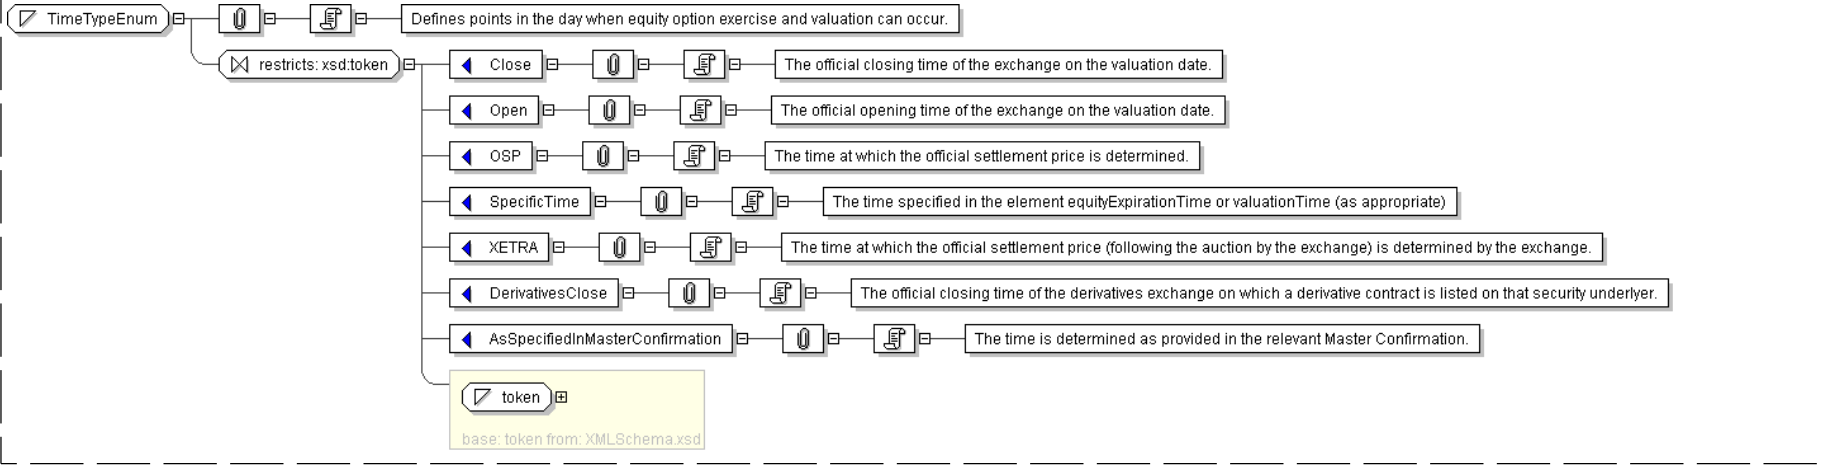 TimeTypeEnum Defines points in the day when equity option exercise and valuation can occur.
restricts: xsd:token Close The official closing time of the exchange on the valuation date.
Open The official opening time of the exchange on the valuation date.
OSP The time at which the official settlement price is determined.
SpecificTime The time specified in the element equityExpirationTime or valuationTime (as appropriate)
XETRA The time at which the official settlement price (following the auction by the exchange) is determined by the exchange.
DerivativesClose The official closing time of the derivatives exchange on which a derivative contract is listed on that security underlyer.
AsSpecifiedInMasterConfirmation The time is determined as provided in the relevant Master Confirmation.
token
base: token from: XMLSchema.xsd